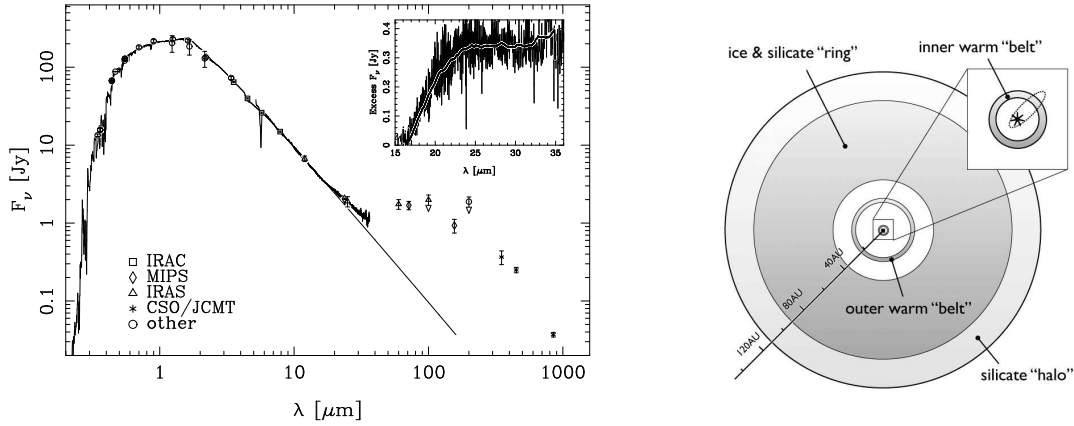 F_ν [Jy]
100
10
1
0.1
□ IRAC
◇ MIPS
△ IRAS
* CSO/JCMT
○ other
1 10 100 1000
λ [μm]
Excess F_ν [Jy]
0.4
0.3
0.2
0.1
0
15 20 25 30 35
λ [μm]
ice & silicate “ring”
inner warm “belt”
40AU
80AU
120AU
outer warm “belt”
silicate “halo”